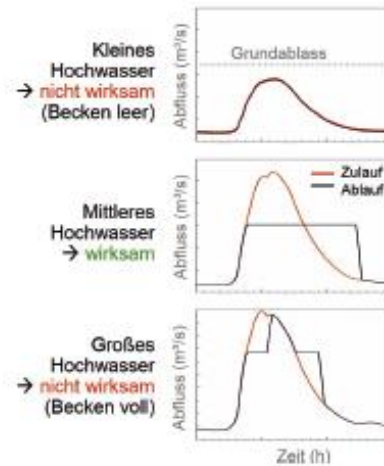 Kleines
Hochwasser
→ nicht wirksam
(Becken leer)
Abfluss (m³/s)
Grundablass
Mittleres
Hochwasser
→ wirksam
Abfluss (m³/s)
Zulauf
Ablauf
Großes
Hochwasser
→ nicht wirksam
(Becken voll)
Abfluss (m³/s)
Zeit (h)